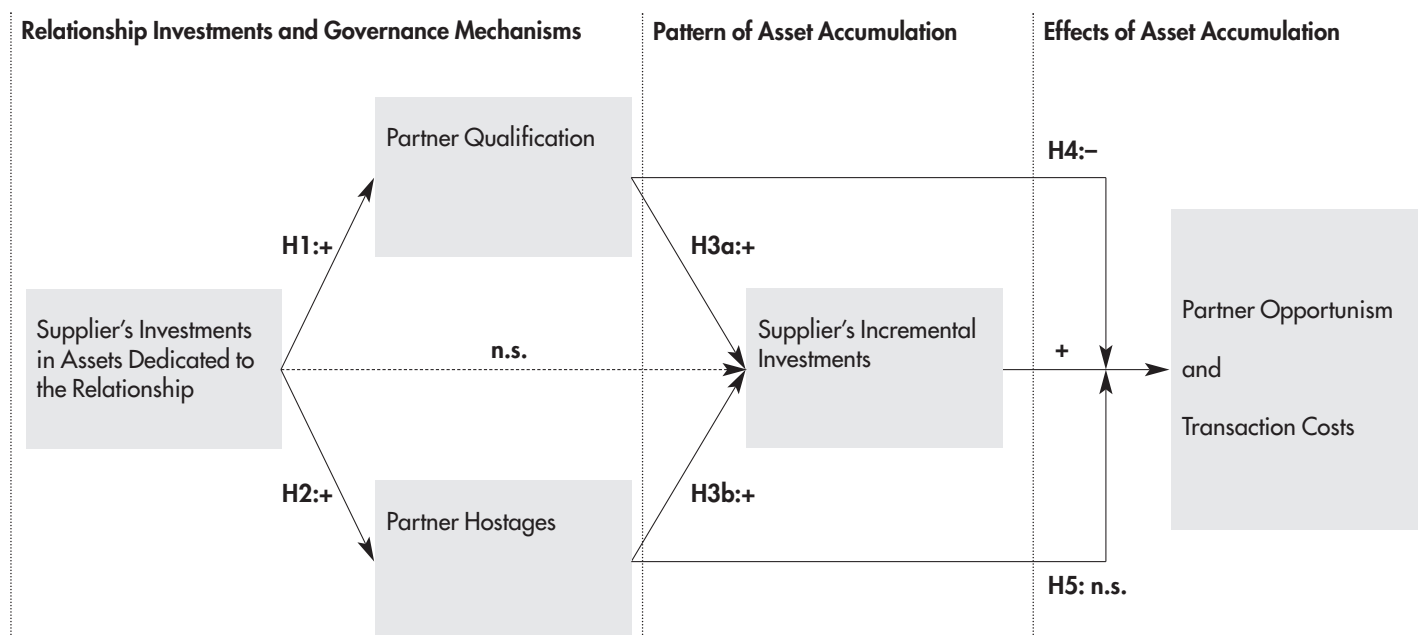 Relationship Investments and Governance Mechanisms
Pattern of Asset Accumulation
Effects of Asset Accumulation
Partner Qualification
H4:–
H1:+
H3a:+
Supplier’s Investments
in Assets Dedicated to
the Relationship
n.s.
Supplier’s Incremental
Investments
+
Partner Opportunism
and
Transaction Costs
H2:+
H3b:+
Partner Hostages
H5: n.s.